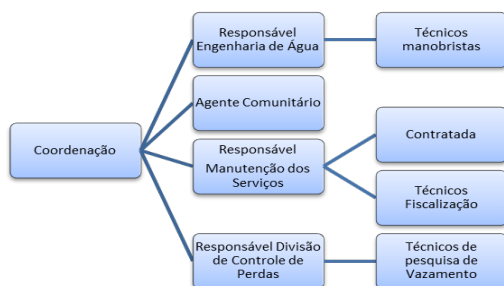 Coordenação
Responsável
Engenharia de Água
Técnicos
manobristas
Agente Comunitário
Responsável
Manutenção dos
Serviços
Contratada
Técnicos
Fiscalização
Responsável Divisão
de Controle de
Perdas
Técnicos de
pesquisa de
Vazamento